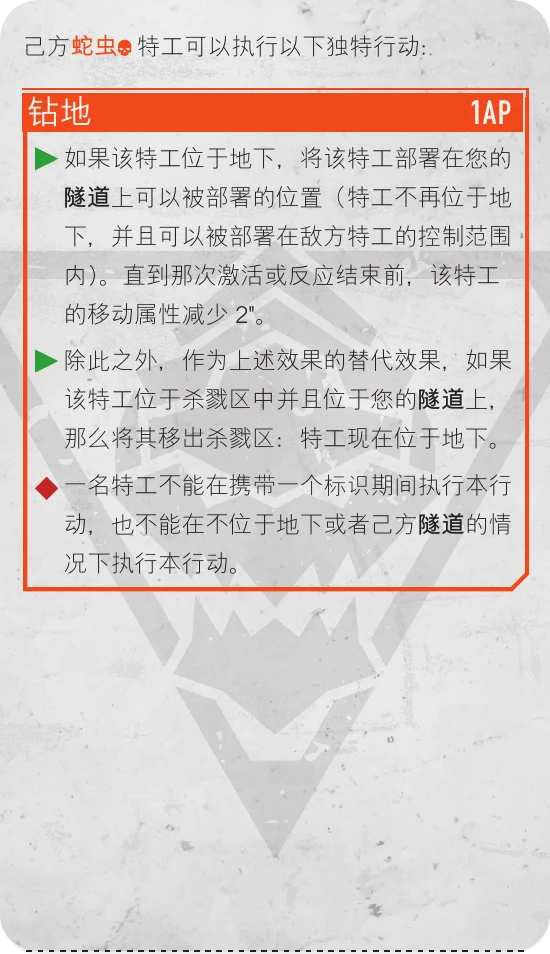 己方蛇虫特工可以执行以下独特行动:
钻地 1AP
如果该特工位于地下，将该特工部署在您的
隧道上可以被部署的位置（特工不再位于地
下，并且可以被部署在敌方特工的控制范围
内）。直到那次激活或反应结束前，该特工
的移动属性减少 2"。
除此之外，作为上述效果的替代效果，如果
该特工位于杀戮区中并且位于您的隧道上，
那么将其移出杀戮区：特工现在位于地下。
一名特工不能在携带一个标识期间执行本行
动，也不能在不位于地下或者己方隧道的情
况下执行本行动。